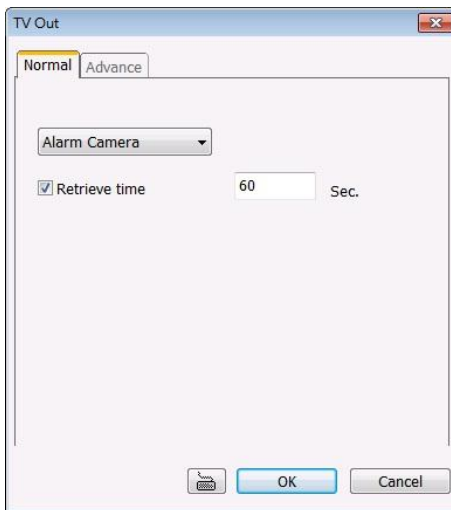 TV Out
Normal Advance
Alarm Camera
Retrieve time 60 Sec.
OK Cancel